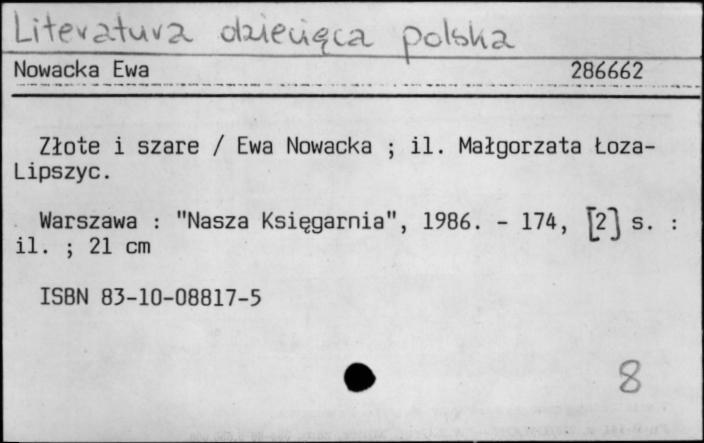 Literatura dziecięca polska
Nowacka Ewa 286662
Złote i szare / Ewa Nowacka ; il. Małgorzata Łoza-
Lipszyc.
Warszawa : "Nasza Księgarnia", 1986. - 174, [2] s. :
il. ; 21 cm
ISBN 83-10-08817-5
8